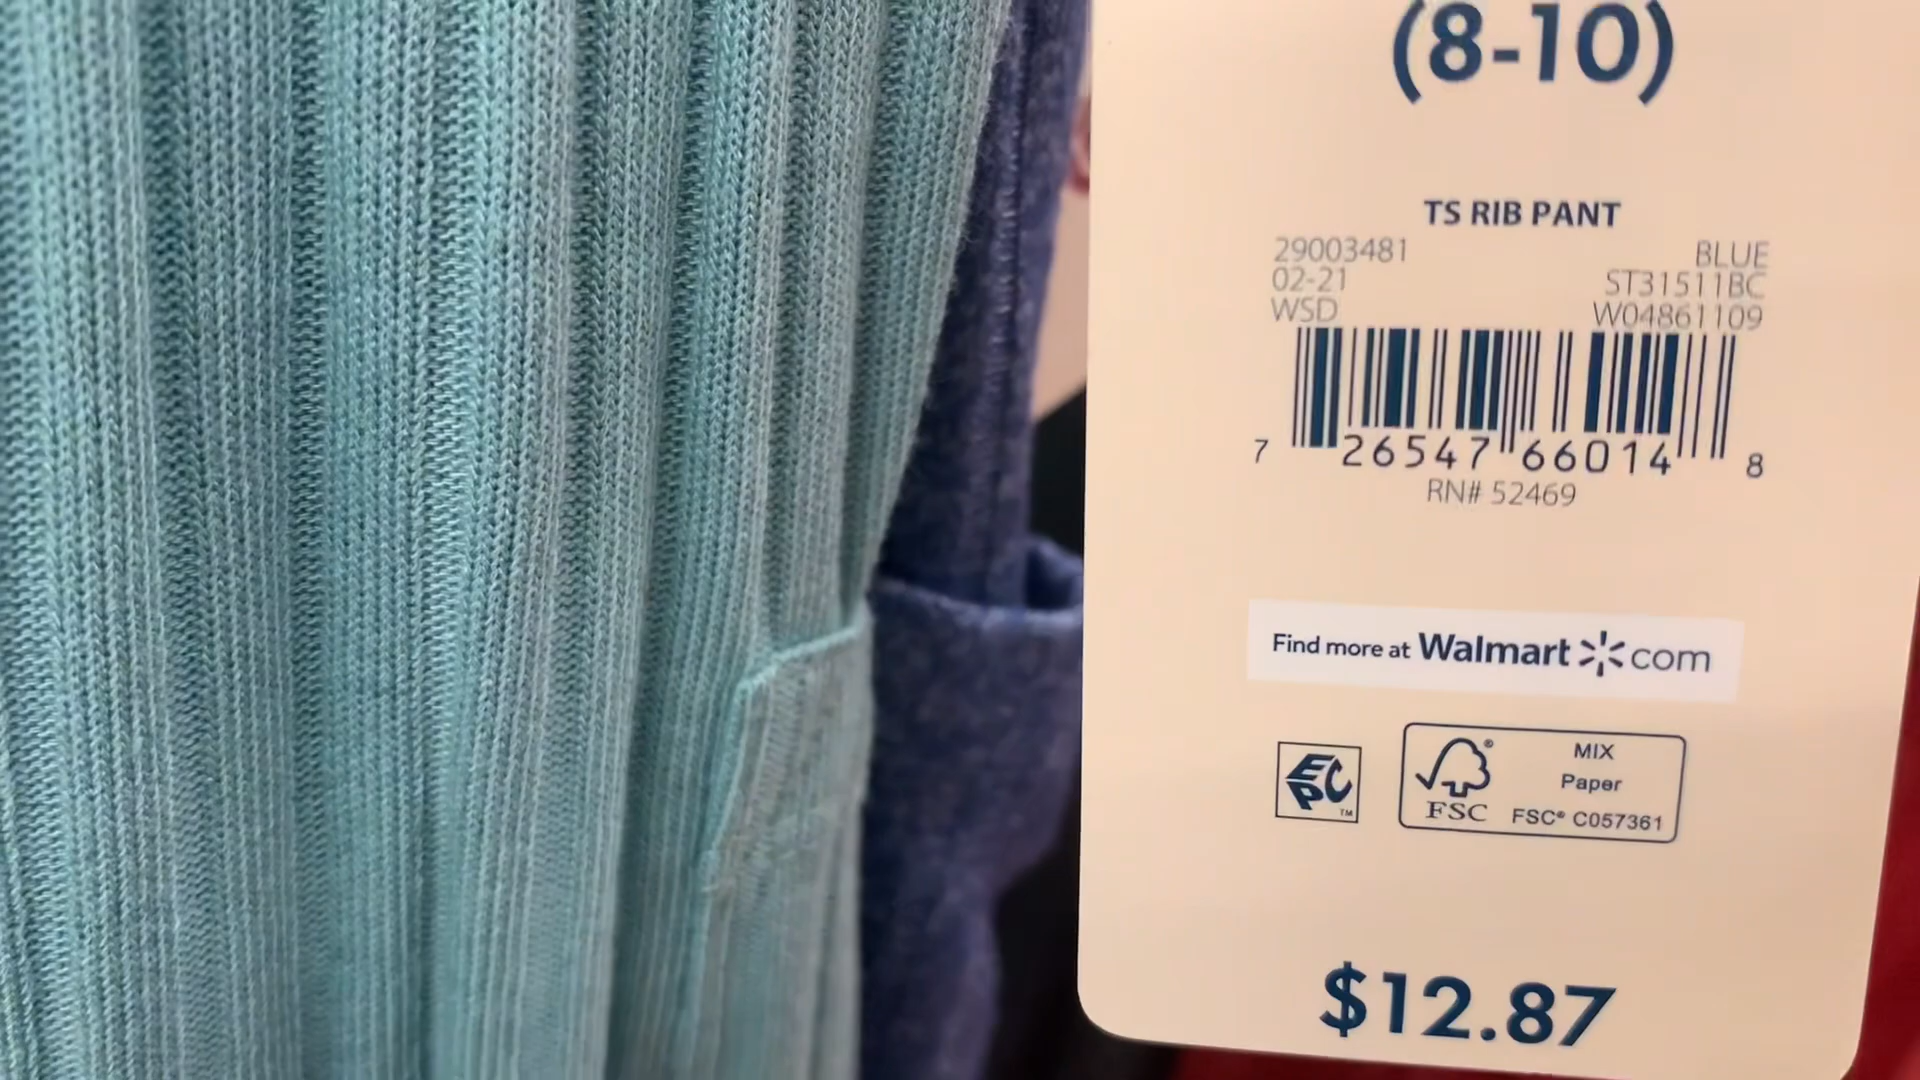 (8-10)
TS RIB PANT
29003481 BLUE
02-21 ST31511BC
WSD W04861109
7 26547 66014 8
RN# 52469
Find more at Walmart com
EPC ™
FSC ® MIX
Paper
FSC® C057361
$12.87